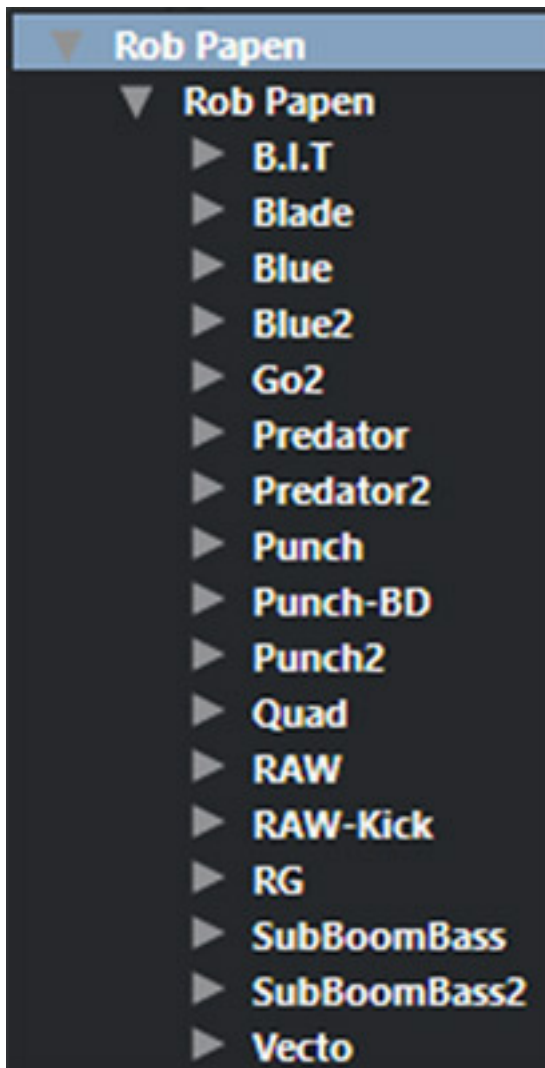 Rob Papen
Rob Papen
B.I.T
Blade
Blue
Blue2
Go2
Predator
Predator2
Punch
Punch-BD
Punch2
Quad
RAW
RAW-Kick
RG
SubBoomBass
SubBoomBass2
Vecto